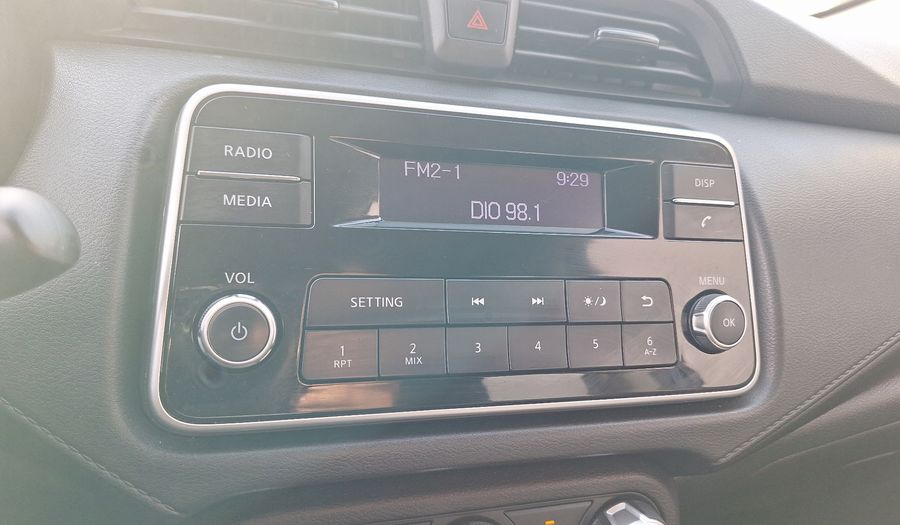 RADIO
MEDIA
FM2-1 9:29
DIO 98.1
DISP
VOL
MENU
SETTING
OK
1 RPT
2 MIX
3
4
5
6 A-Z